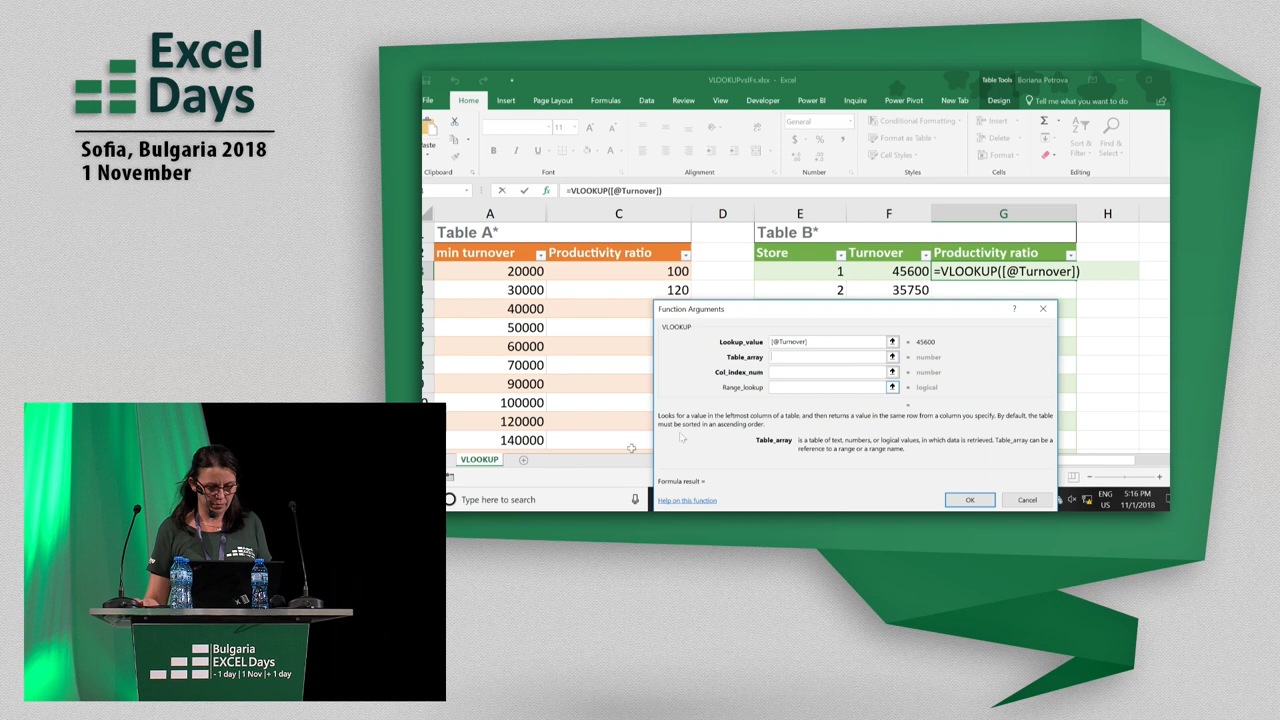 Excel
Days
Sofia, Bulgaria 2018
1 November
VLOOKUPvsIFs.xlsx - Excel
Table Tools
Boriana Petrova
File Home Insert Page Layout Formulas Data Review View Developer Power BI Inquire Power Pivot New Tab Design Tell me what you want to do
11
General
Conditional Formatting
Format as Table
Cell Styles
Insert
Delete
Format
Sort &
Filter
Find &
Select
Clipboard Font Alignment Number Styles Cells Editing
=VLOOKUP([@Turnover])
A C D E F G H
Table A* Table B*
min turnover Productivity ratio Store Turnover Productivity ratio
20000 100 1 45600 =VLOOKUP([@Turnover])
30000 120 2 35750
40000
50000
60000
70000
90000
100000
120000
140000
Function Arguments
VLOOKUP
Lookup_value [@Turnover] = 45600
Table_array = number
Col_index_num = number
Range_lookup = logical
=
Looks for a value in the leftmost column of a table, and then returns a value in the same row from a column you specify. By default, the table
must be sorted in an ascending order.
Table_array is a table of text, numbers, or logical values, in which data is retrieved. Table_array can be a
reference to a range or a range name.
Formula result =
Help on this function
OK Cancel
VLOOKUP
Type here to search
ENG
US
5:16 PM
11/1/2018
Bulgaria
EXCEL Days
- 1 day | 1 Nov | + 1 day